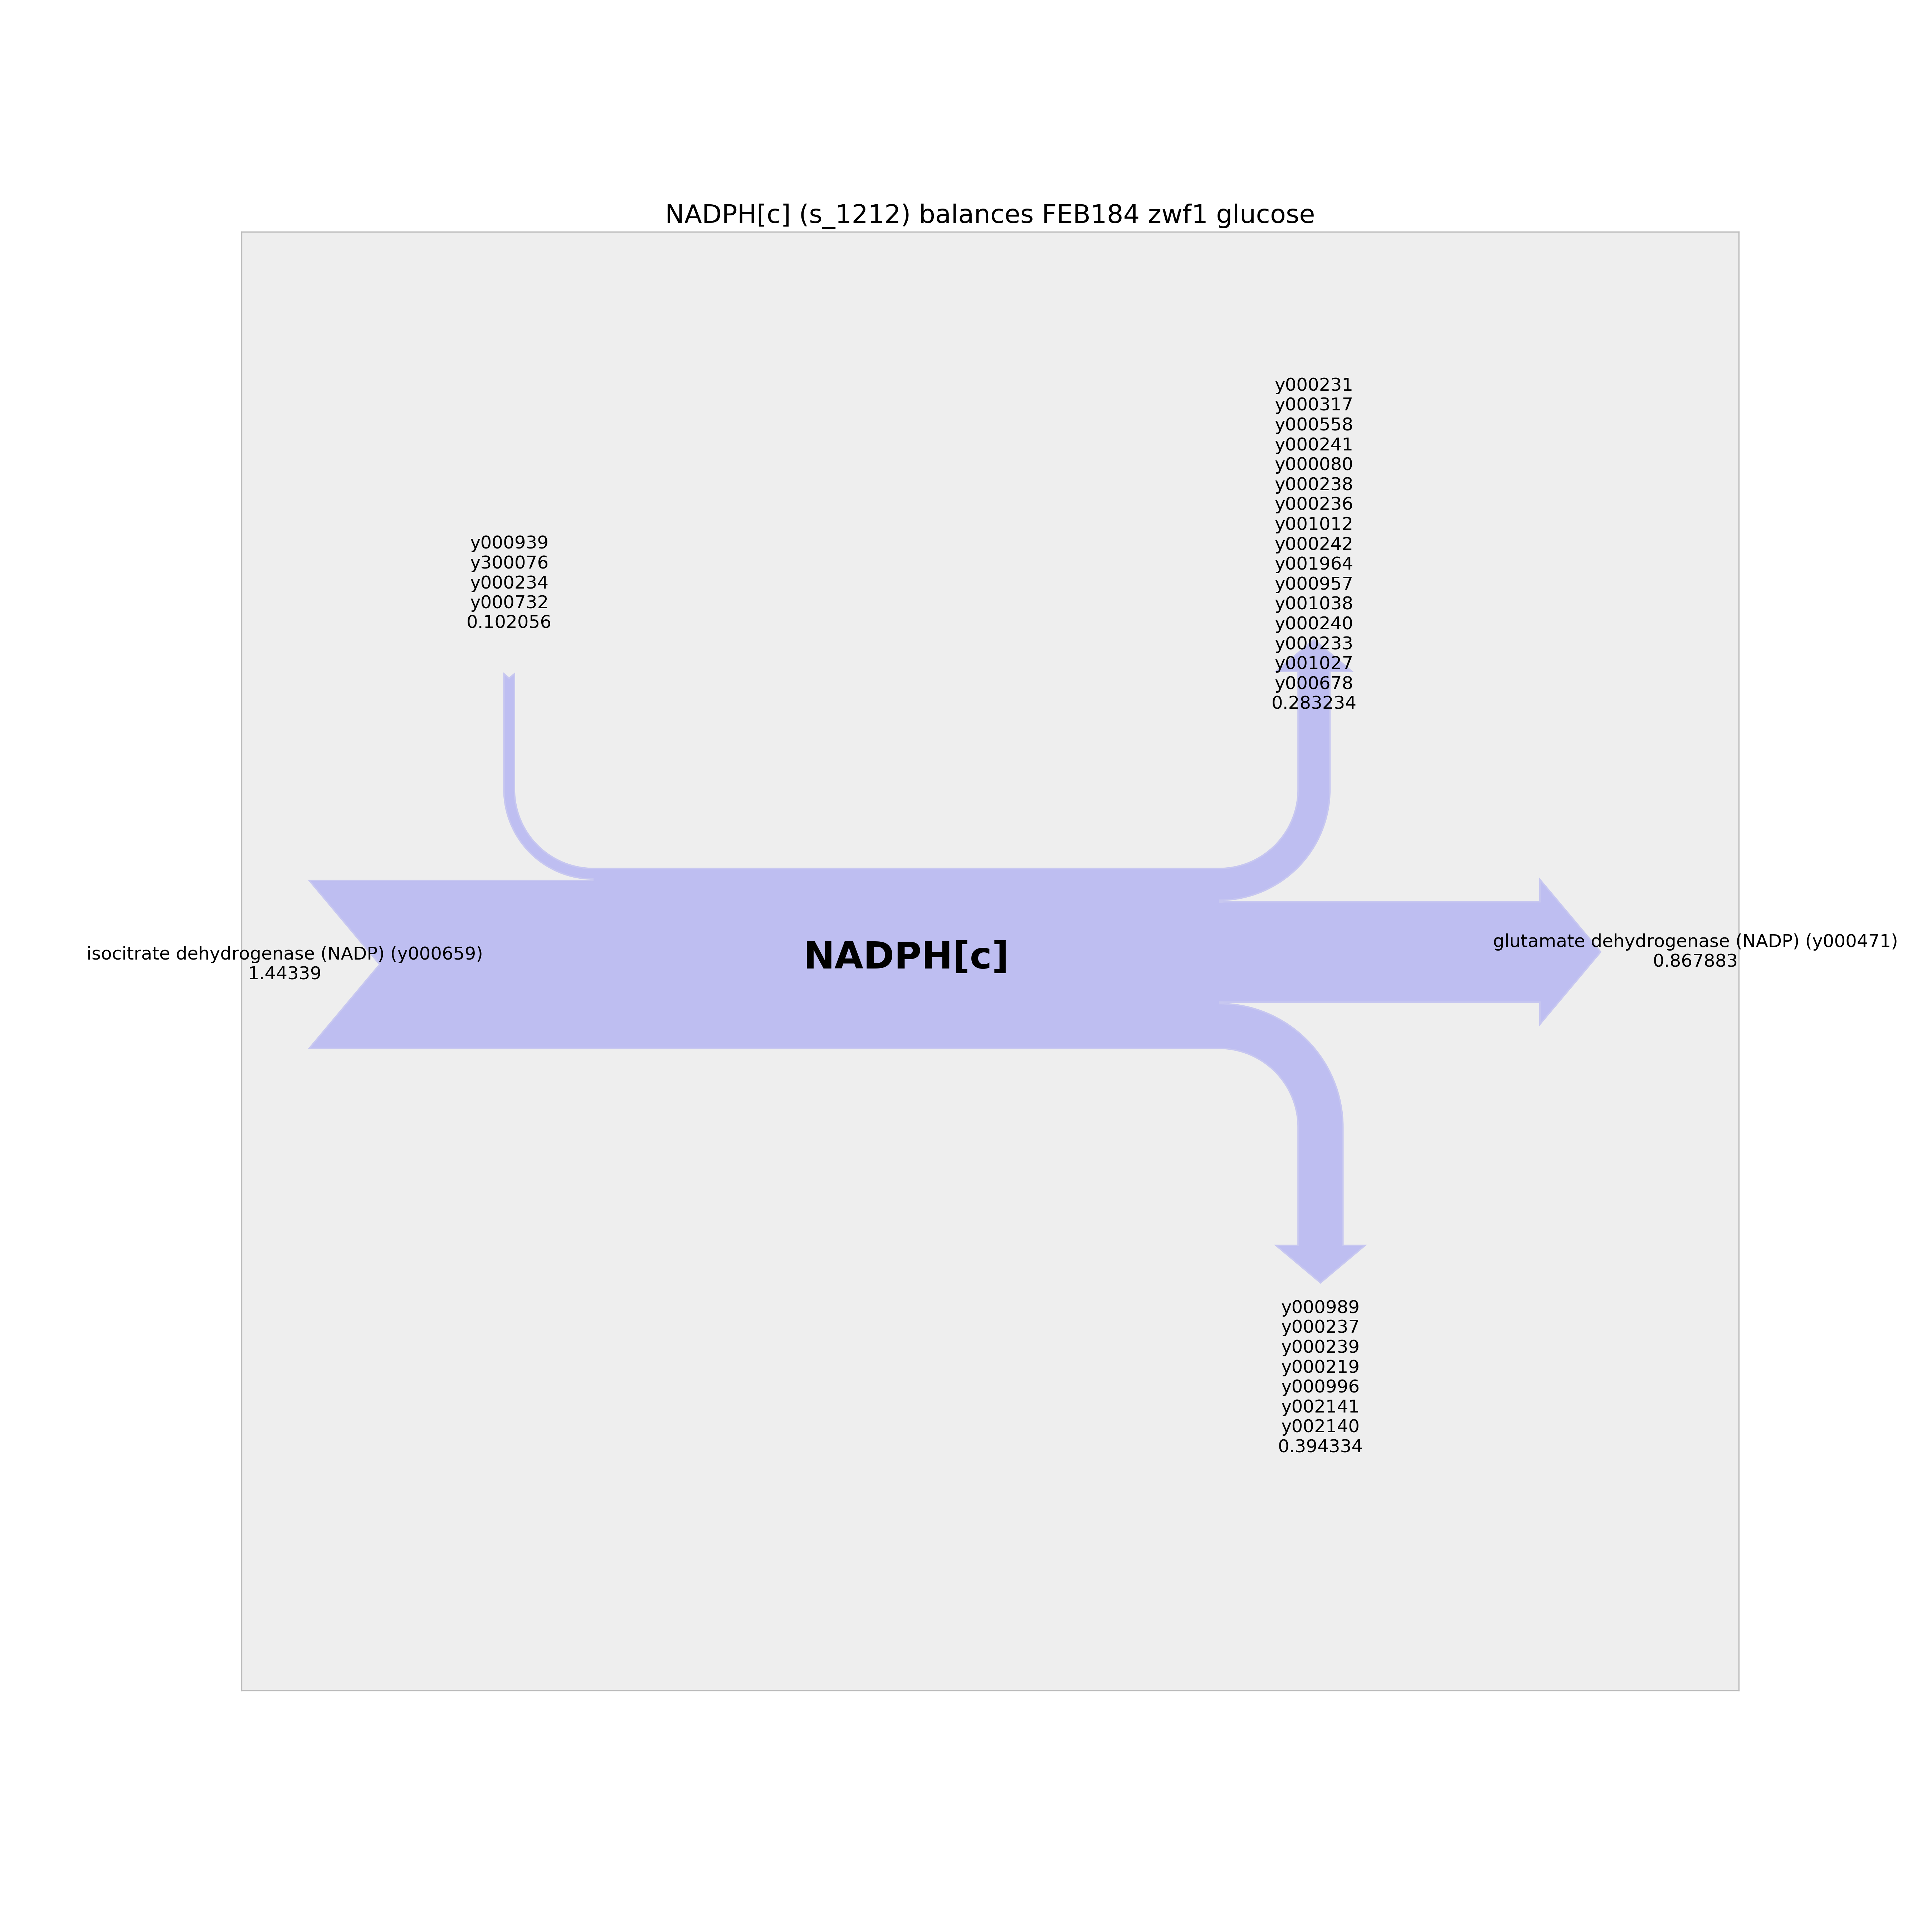 NADPH[c] (s_1212) balances FEB184 zwf1 glucose
y000231
y000317
y000558
y000241
y000080
y000238
y000236
y001012
y000242
y001964
y000957
y001038
y000240
y000233
y001027
y000678
0.283234
y000939
y300076
y000234
y000732
0.102056
isocitrate dehydrogenase (NADP) (y000659)
1.44339
NADPH[c]
glutamate dehydrogenase (NADP) (y000471)
0.867883
y000989
y000237
y000239
y000219
y000996
y002141
y002140
0.394334